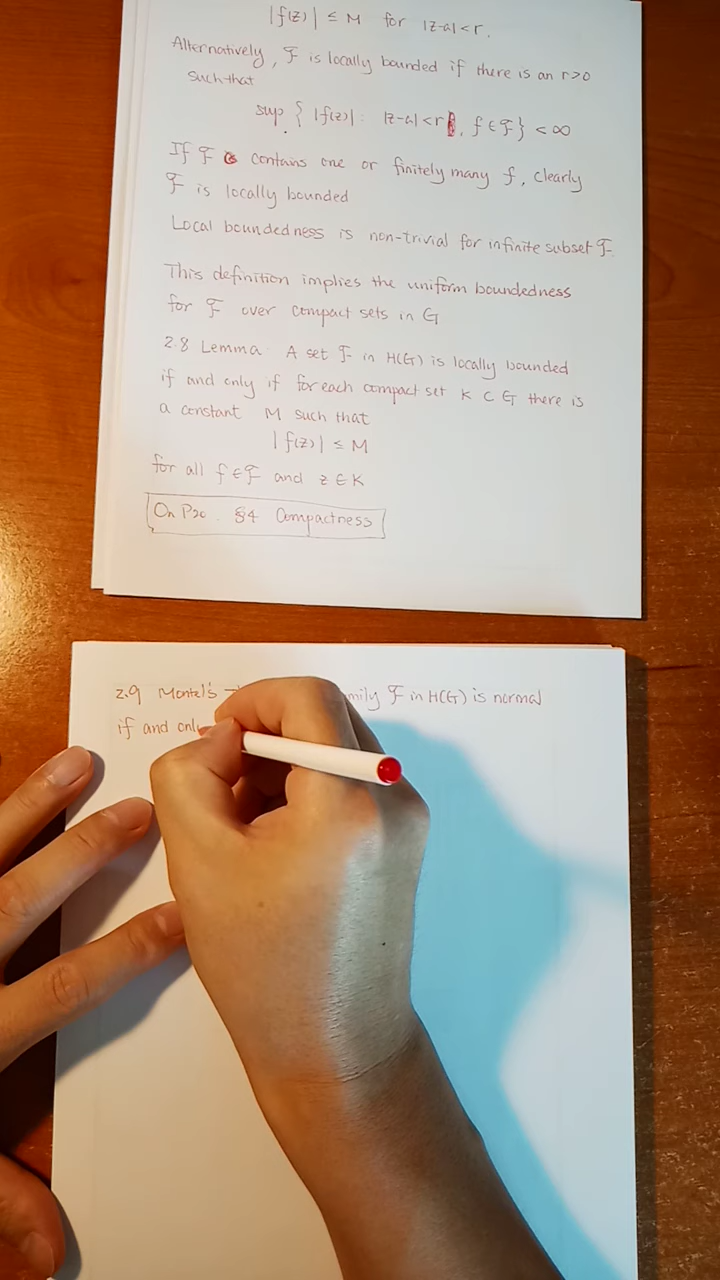 |f(z)| ≤ M for |z-a|<r.
Alternatively, F is locally bounded if there is an r>0
such that
sup { |f(z)| : |z-a|<r , f ∈ F } < ∞
If F contains one or finitely many f, clearly
F is locally bounded
Local boundedness is non-trivial for infinite subset F.
This definition implies the uniform boundedness
for F over compact sets in G
2.8 Lemma. A set F in H(G) is locally bounded
if and only if for each compact set K ⊂ G there is
a constant M such that
|f(z)| ≤ M
for all f ∈ F and z ∈ K
On P20 §4 Compactness
2.9 Montel's F in H(G) is normal
if and